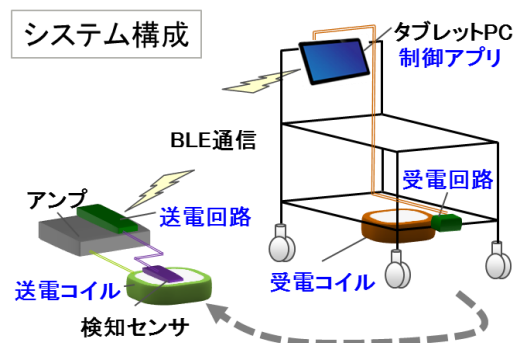 システム構成
タブレットPC
制御アプリ
BLE通信
受電回路
アンプ
送電回路
送電コイル
受電コイル
検知センサ